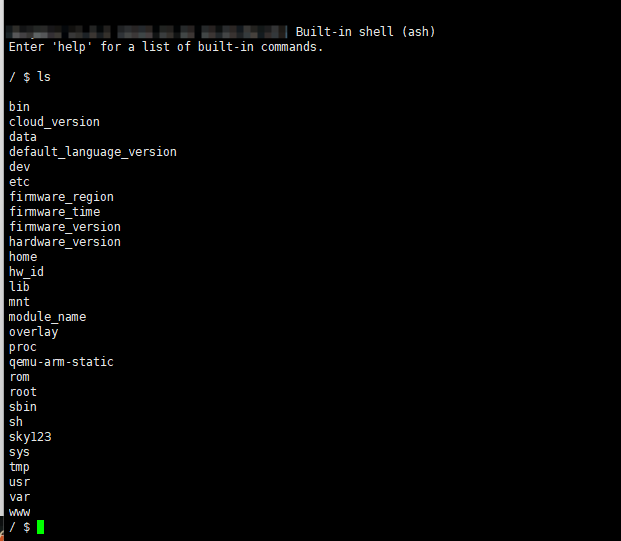 Built-in shell (ash)
Enter 'help' for a list of built-in commands.
/ $ ls
bin
cloud_version
data
default_language_version
dev
etc
firmware_region
firmware_time
firmware_version
hardware_version
home
hw_id
lib
mnt
module_name
overlay
proc
qemu-arm-static
rom
root
sbin
sh
sky123
sys
tmp
usr
var
www
/ $